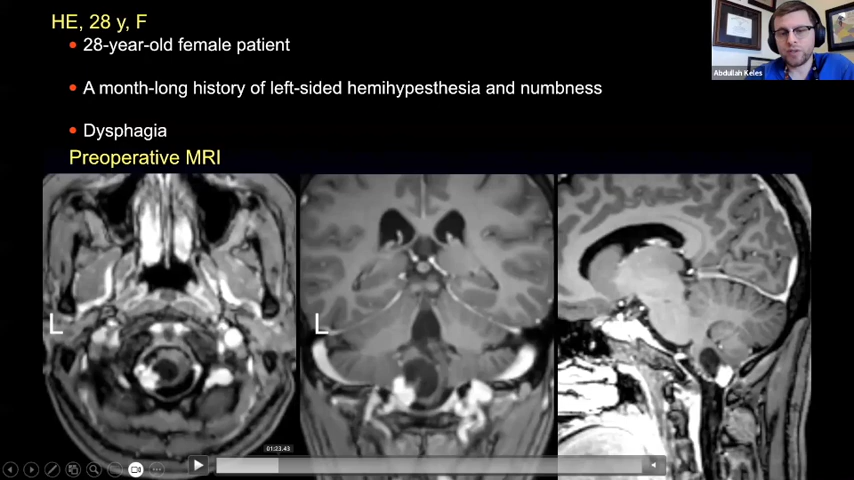 HE, 28 y, F
• 28-year-old female patient
• A month-long history of left-sided hemihypesthesia and numbness
• Dysphagia
Preoperative MRI
Abdullah Keles
L
L
01:23.43